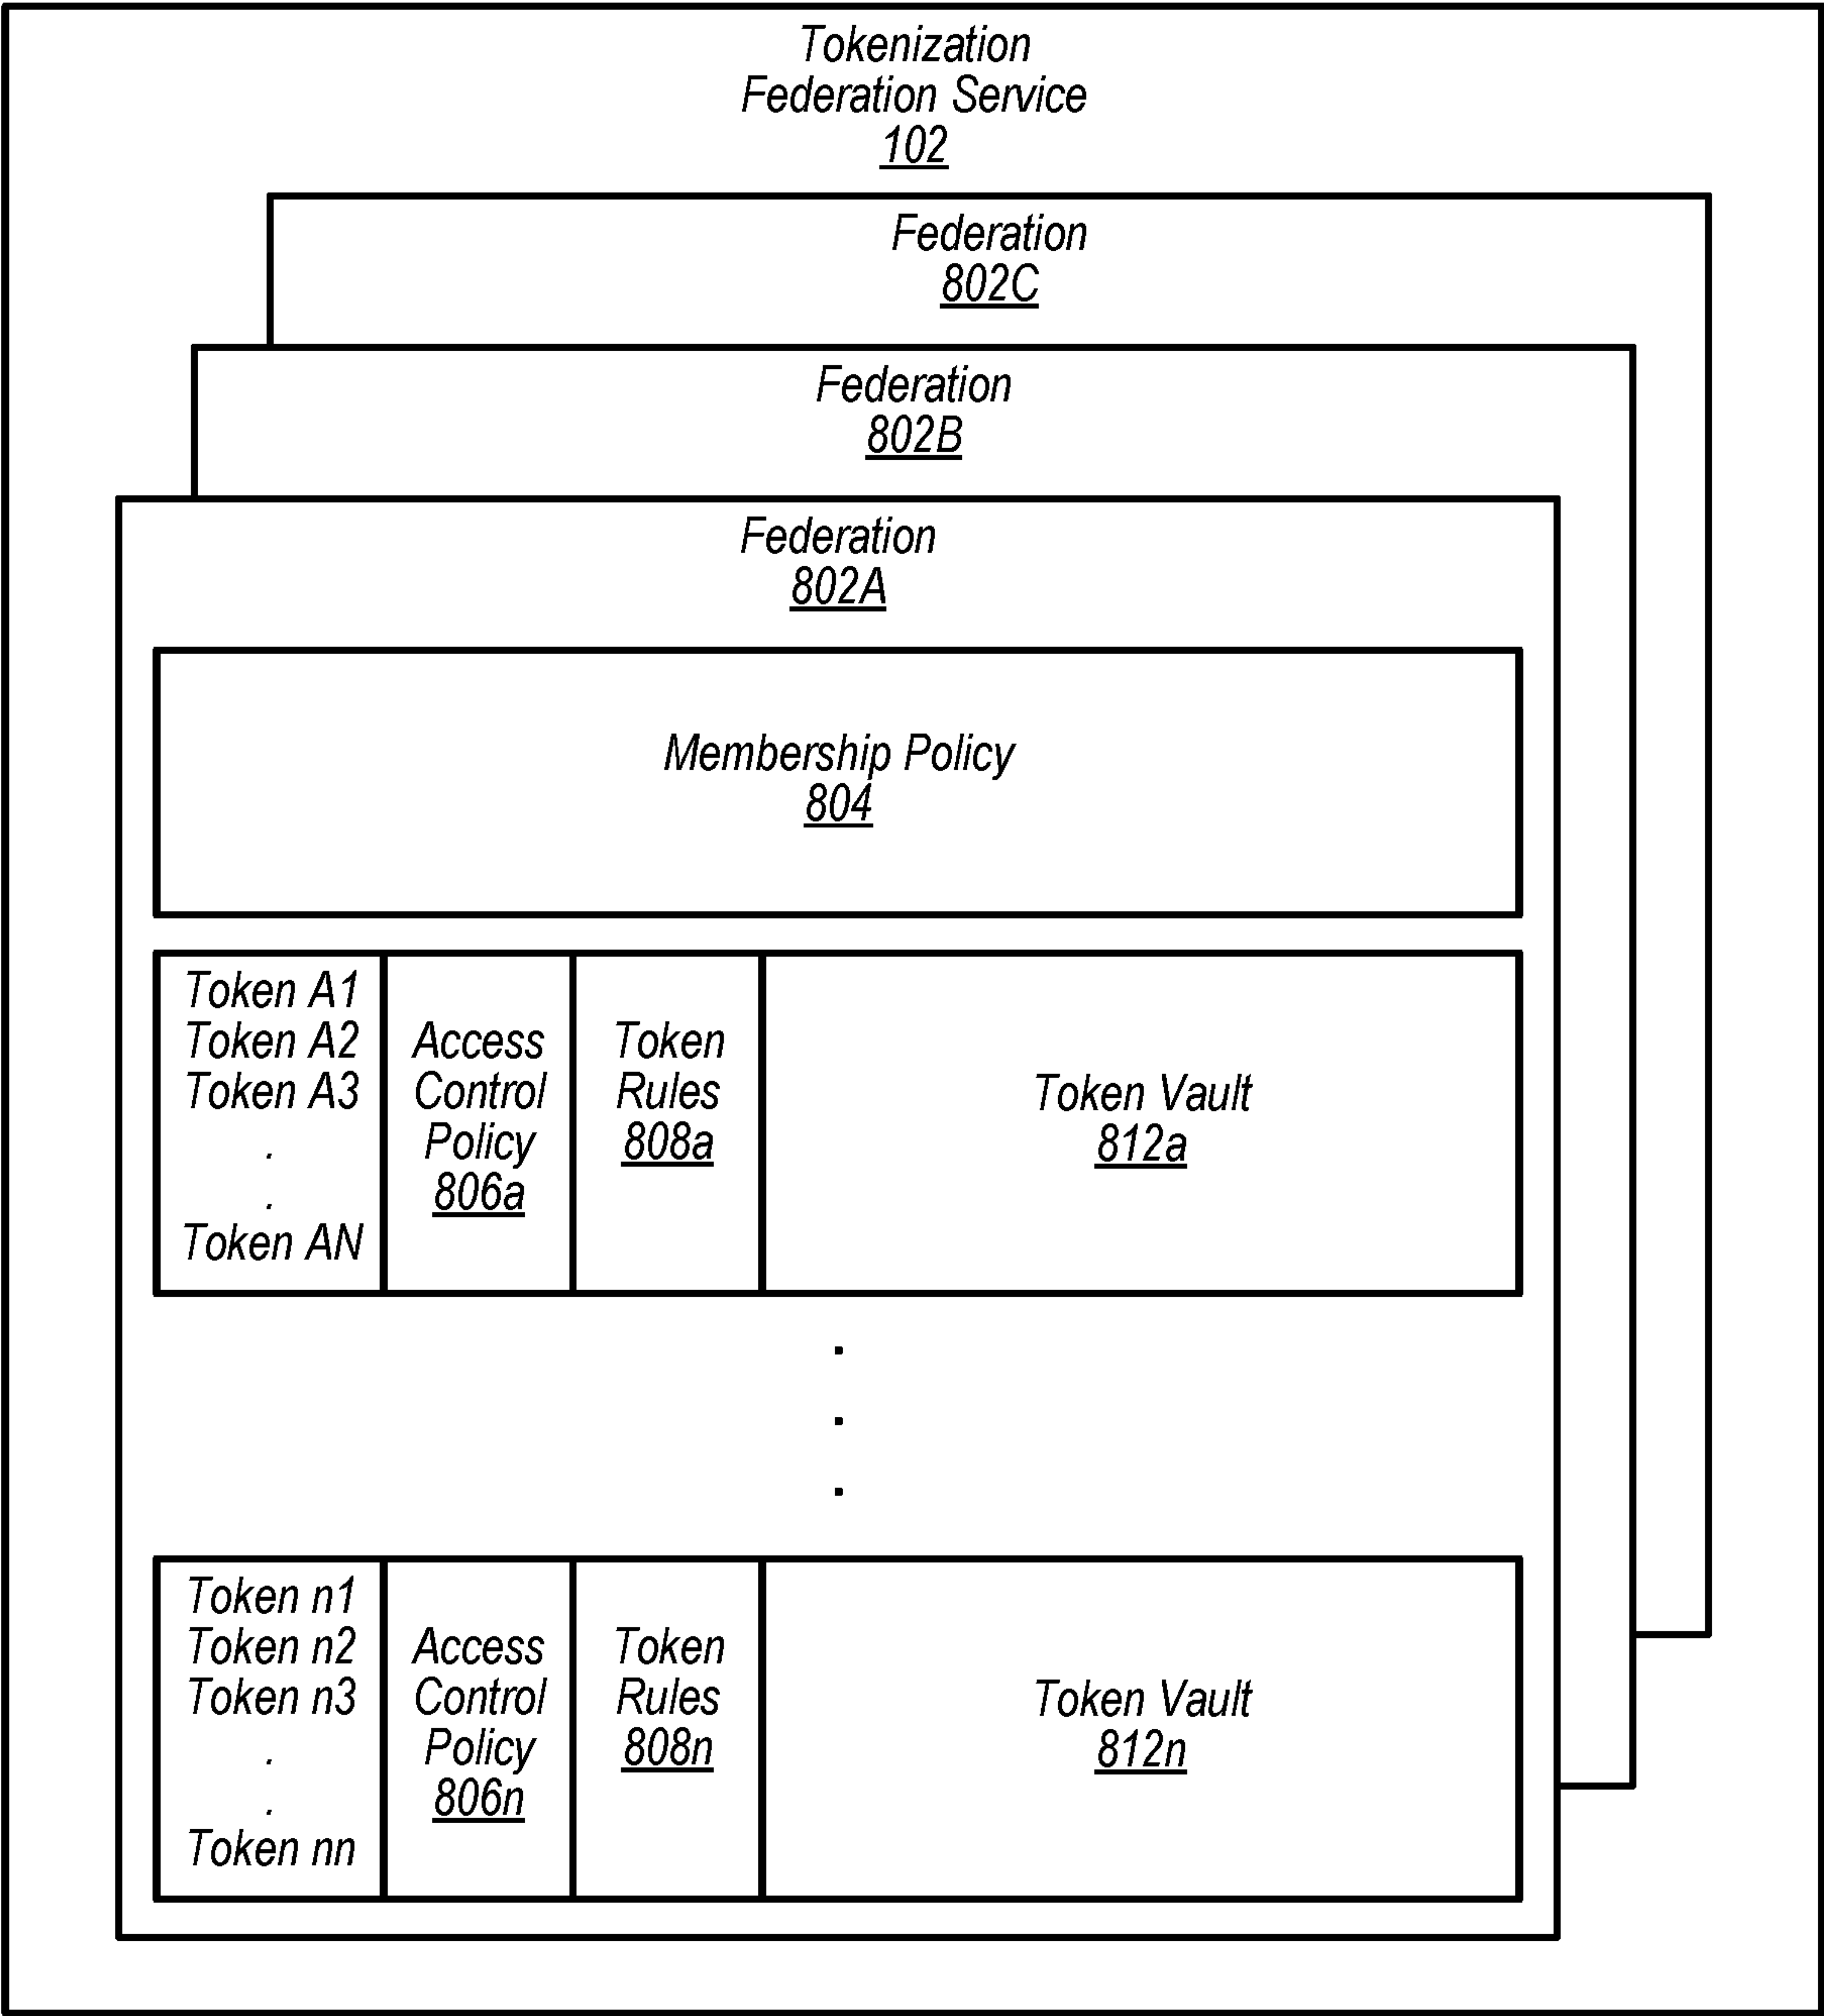 Tokenization
Federation Service
102
Federation
802C
Federation
802B
Federation
802A
Membership Policy
804
Token A1
Token A2
Token A3
.
.
Token AN
Access
Control
Policy
806a
Token
Rules
808a
Token Vault
812a
.
.
.
Token n1
Token n2
Token n3
.
.
Token nn
Access
Control
Policy
806n
Token
Rules
808n
Token Vault
812n